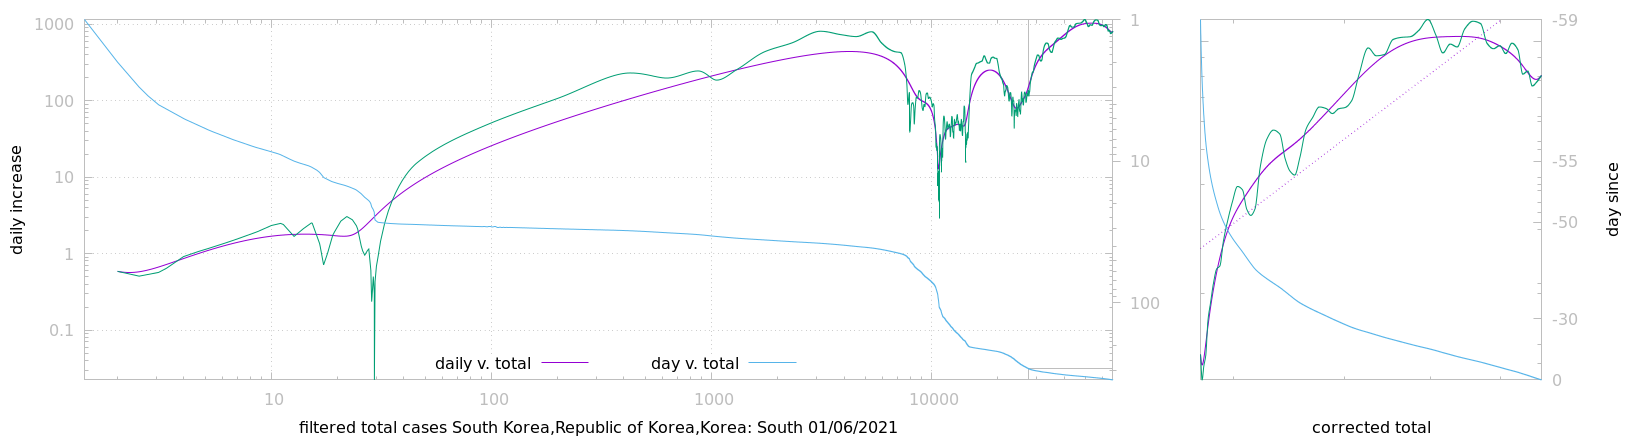 1000
100
10
1
0.1
daily increase
10
100
1000
10000
1
10
100
daily v. total
day v. total
filtered total cases South Korea,Republic of Korea,Korea: South 01/06/2021
-59
-55
-50
-30
0
day since
corrected total